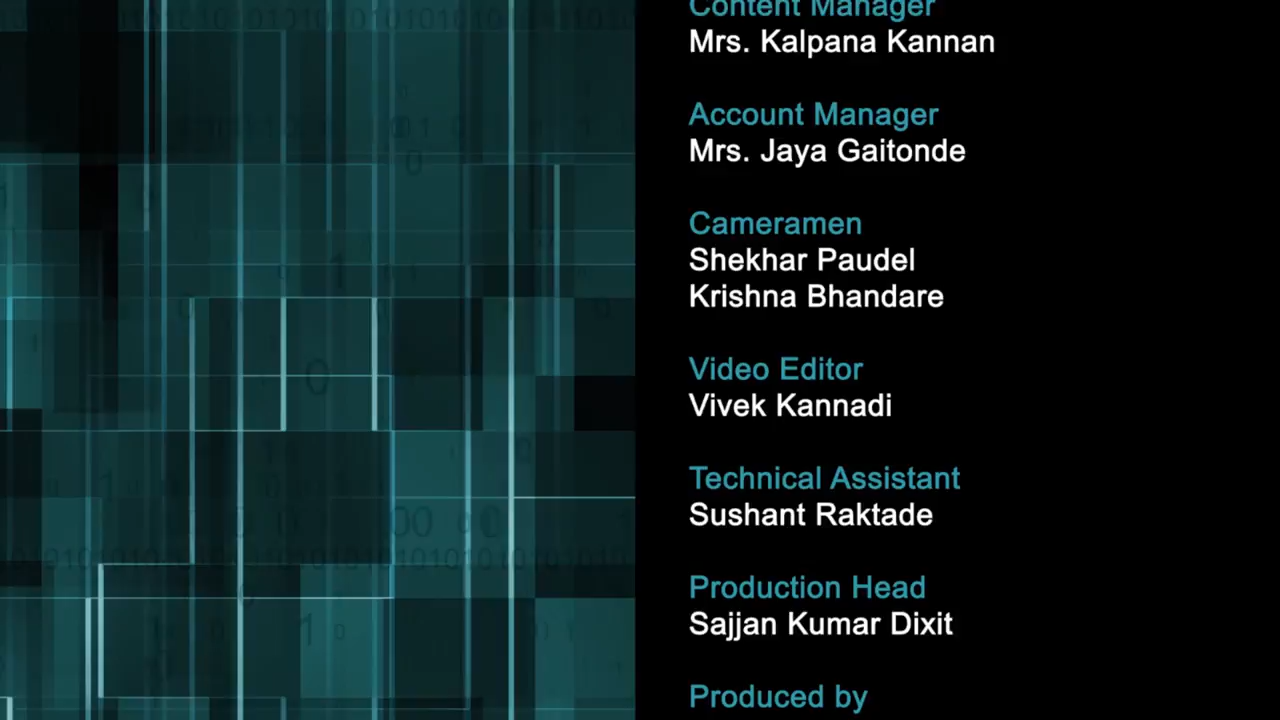 Content Manager
Mrs. Kalpana Kannan
Account Manager
Mrs. Jaya Gaitonde
Cameramen
Shekhar Paudel
Krishna Bhandare
Video Editor
Vivek Kannadi
Technical Assistant
Sushant Raktade
Production Head
Sajjan Kumar Dixit
Produced by